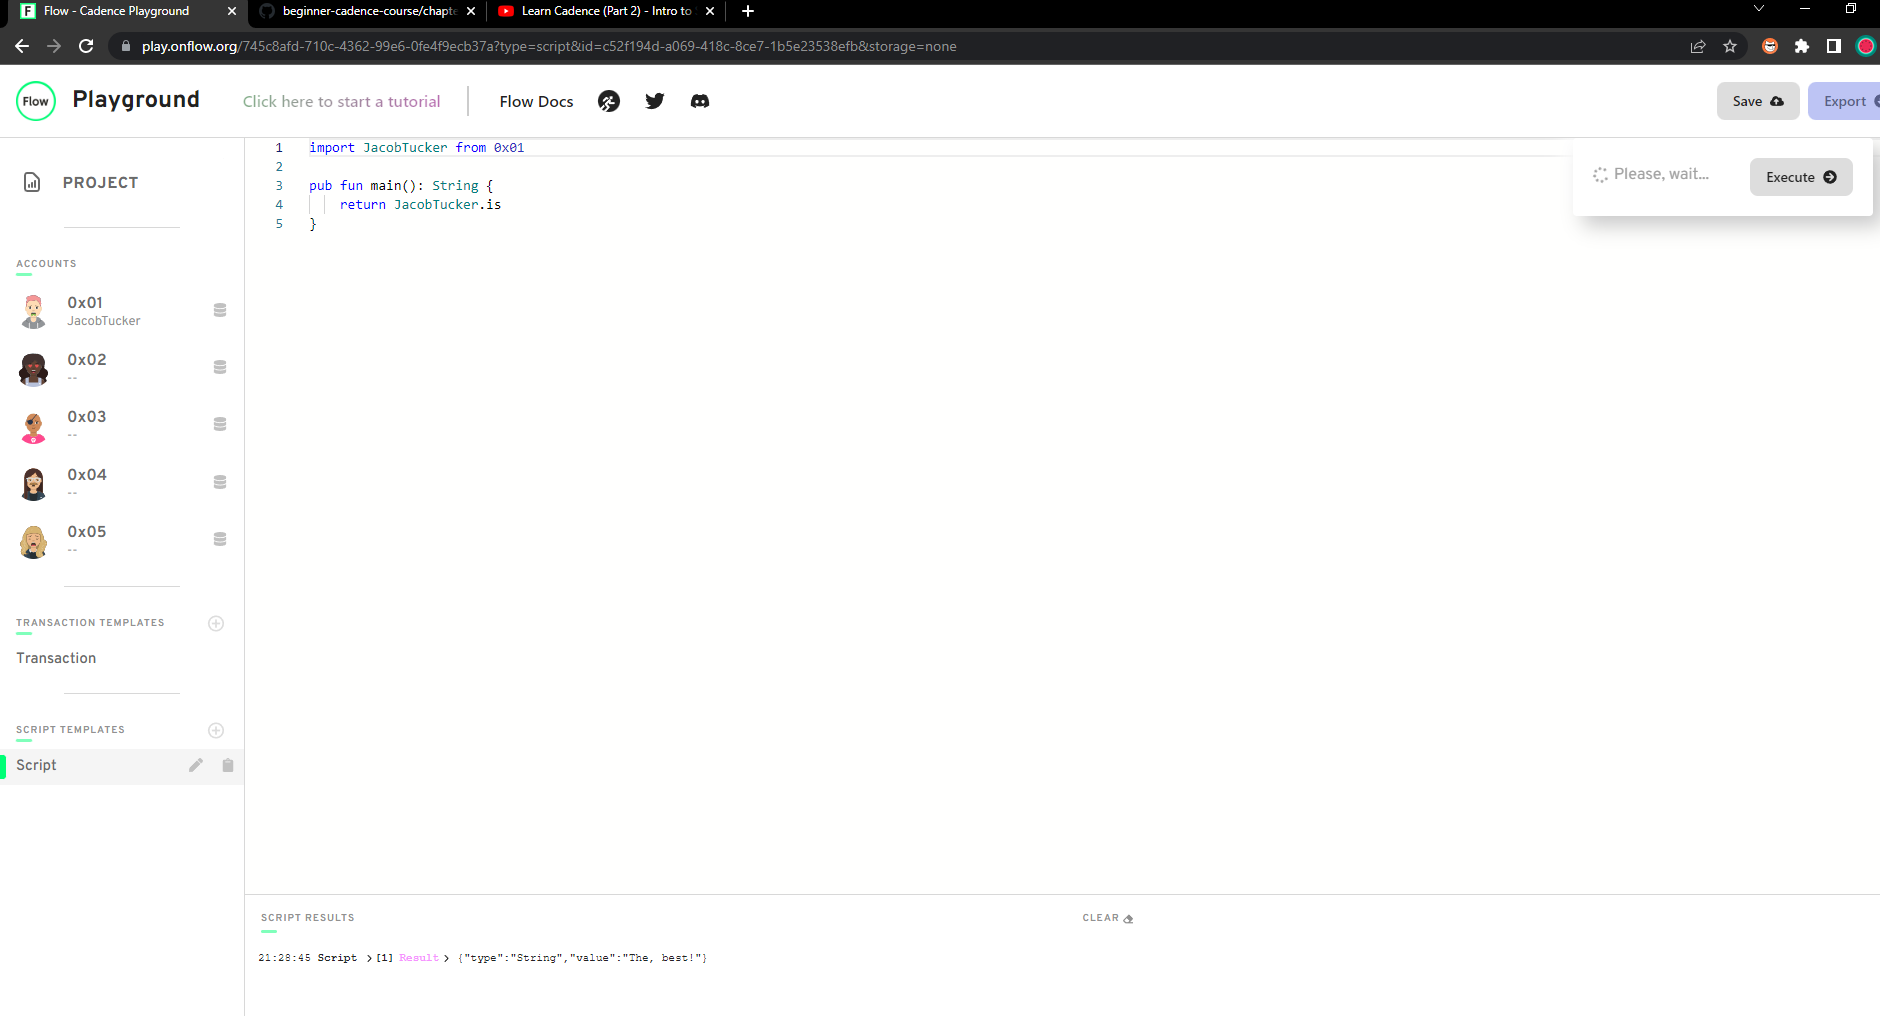 Flow - Cadence Playground
beginner-cadence-course/chapte
Learn Cadence (Part 2) - Intro to
play.onflow.org/745c8afd-710c-4362-99e6-0fe4f9ecb37a?type=script&id=c52f194d-a069-418c-8ce7-1b5e23538efb&storage=none
Flow Playground Click here to start a tutorial Flow Docs Save Export
PROJECT
ACCOUNTS
0x01
JacobTucker
0x02
--
0x03
--
0x04
--
0x05
--
TRANSACTION TEMPLATES
Transaction
SCRIPT TEMPLATES
Script
1 import JacobTucker from 0x01
2
3 pub fun main(): String {
4 return JacobTucker.is
5 }
Please, wait... Execute
SCRIPT RESULTS CLEAR
21:28:45 Script >[1] Result > {"type":"String","value":"The, best!"}